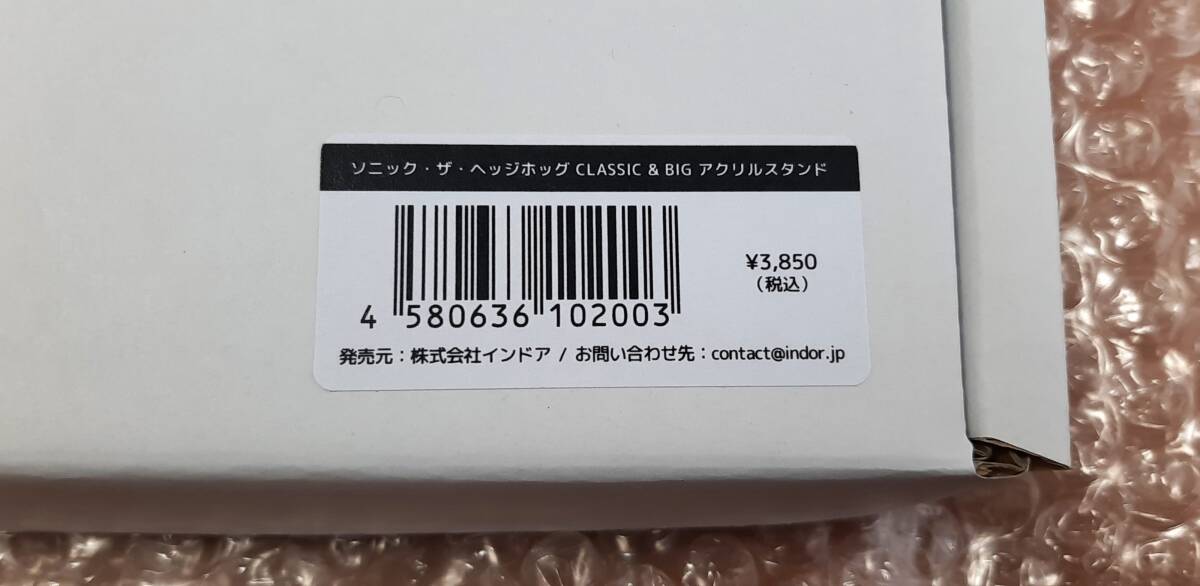 ソニック・ザ・ヘッジホッグ CLASSIC & BIG アクリルスタンド
¥3,850
（税込）
4 580636 102003
発売元：株式会社インドア / お問い合わせ先：contact@indor.jp